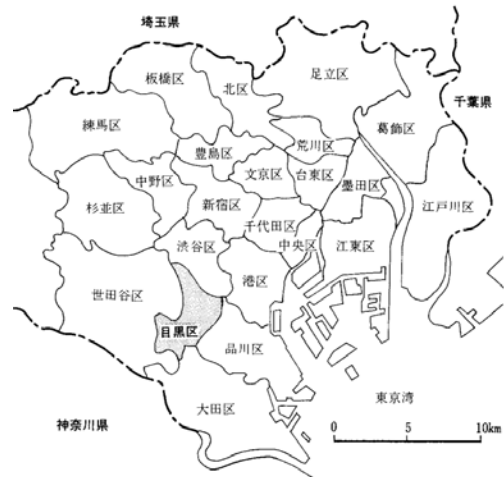 埼玉県
板橋区
北区
足立区
千葉県
練馬区
葛飾区
豊島区
荒川区
文京区
台東区
中野区
墨田区
杉並区
新宿区
江戸川区
千代田区
渋谷区
中央区
江東区
港区
世田谷区
目黒区
品川区
東京湾
大田区
神奈川県
0 5 10km